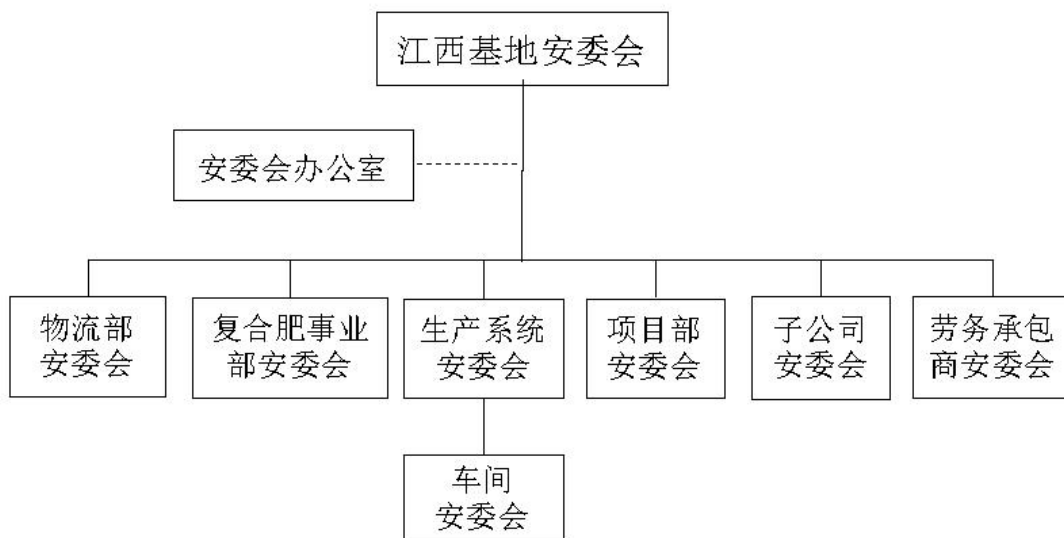 江西基地安委会
安委会办公室
物流部
安委会
复合肥事业
部安委会
生产系统
安委会
项目部
安委会
子公司
安委会
劳务承包
商安委会
车间
安委会